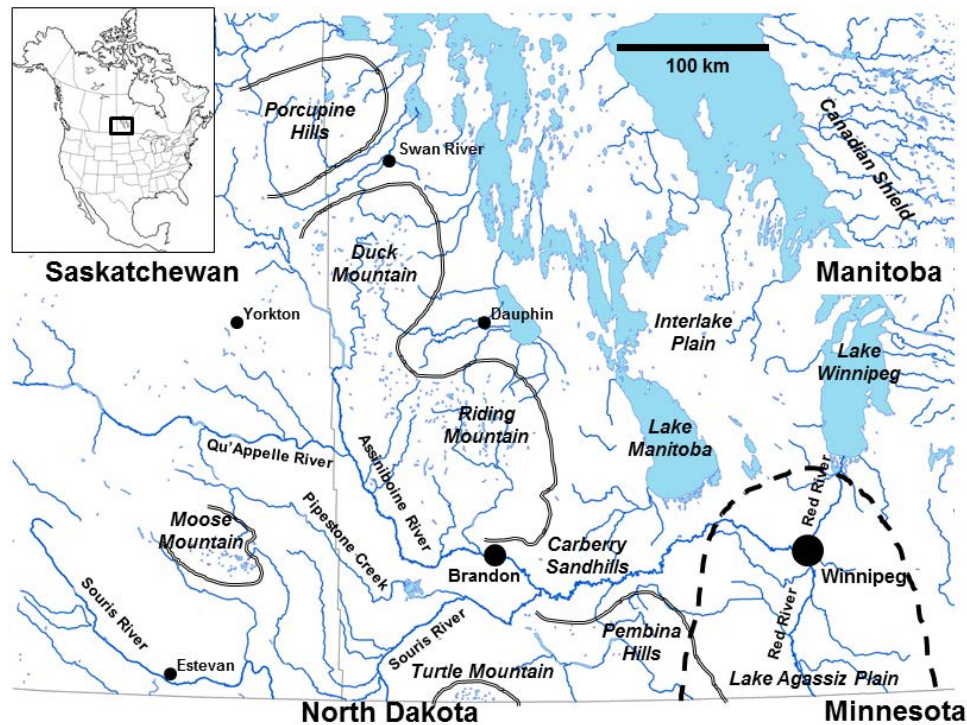 100 km
Porcupine
Hills
Swan River
Canadian Shield
Duck
Mountain
Saskatchewan
Manitoba
Yorkton
Dauphin
Interlake
Plain
Lake
Winnipeg
Riding
Mountain
Lake
Manitoba
Qu'Appelle River
Assiniboine River
Red River
Pipestone Creek
Moose
Mountain
Carberry
Sandhills
Brandon
Winnipeg
Souris River
Souris River
Red River
Pembina
Hills
Estevan
Turtle Mountain
Lake Agassiz Plain
North Dakota
Minnesota